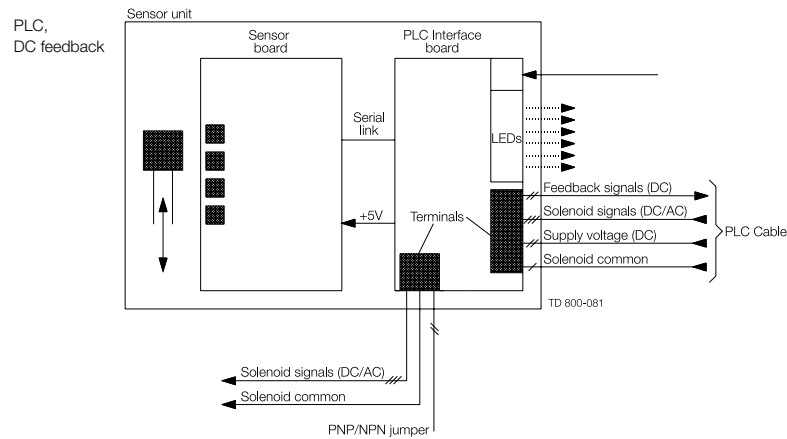 PLC,
DC feedback
Sensor unit
Sensor
board
PLC Interface
board
Serial
link
LEDs
+5V
Terminals
Feedback signals (DC)
Solenoid signals (DC/AC)
Supply voltage (DC)
Solenoid common
PLC Cable
TD 800-081
Solenoid signals (DC/AC)
Solenoid common
PNP/NPN jumper